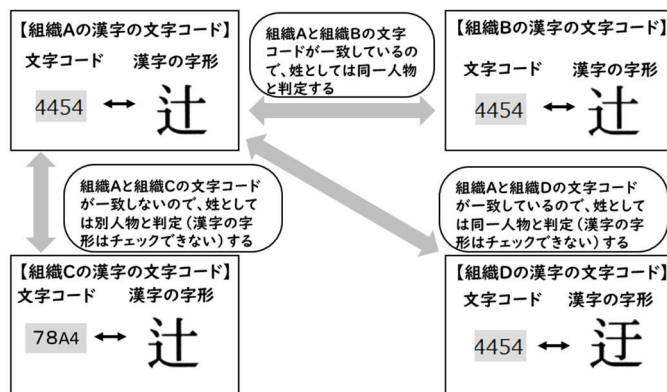 【組織Aの漢字の文字コード】
文字コード 漢字の字形
4454 辻
組織Aと組織Bの文字
コードが一致しているの
で、姓としては同一人物
と判定する
【組織Bの漢字の文字コード】
文字コード 漢字の字形
4454 辻
組織Aと組織Cの文字コード
が一致しないので、姓として
は別人物と判定(漢字の字
形はチェックできない)する
組織Aと組織Dの文字コード
が一致しているので、姓として
は同一人物と判定(漢字の字
形はチェックできない)する
【組織Cの漢字の文字コード】
文字コード 漢字の字形
78A4 辻
【組織Dの漢字の文字コード】
文字コード 漢字の字形
4454 迂